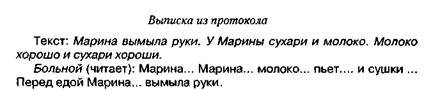 Выписка из протокола
Текст: Марина вымыла руки. У Марины сухари и молоко. Молоко
хорошо и сухари хороши.
Больной (читает): Марина... Марина... молоко... пьет.... и сушки ...
Перед едой Марина... вымыла руки.